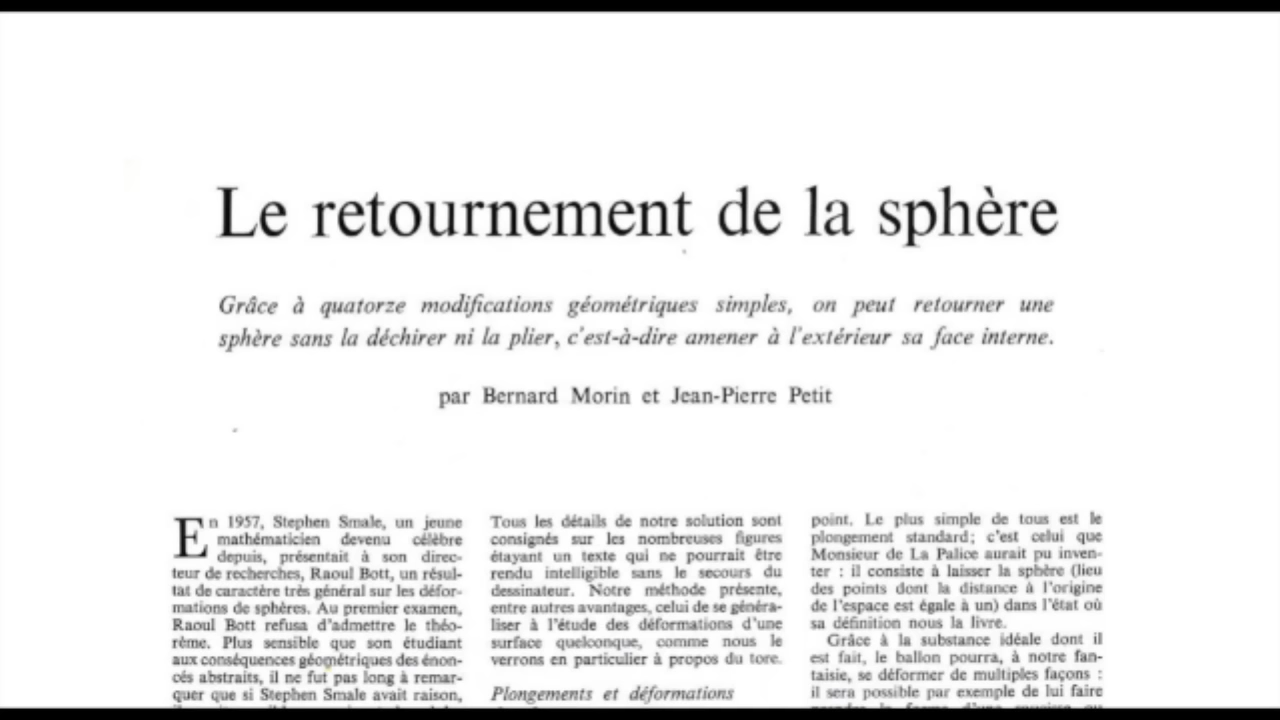 Le retournement de la sphère
Grâce à quatorze modifications géométriques simples, on peut retourner une
sphère sans la déchirer ni la plier, c'est-à-dire amener à l'extérieur sa face interne.
par Bernard Morin et Jean-Pierre Petit
En 1957, Stephen Smale, un jeune
mathématicien devenu célèbre
depuis, présentait à son direc-
teur de recherches, Raoul Bott, un résul-
tat de caractère très général sur les défor-
mations de sphères. Au premier examen,
Raoul Bott refusa d'admettre le théo-
rème. Plus sensible que son étudiant
aux conséquences géométriques des énon-
cés abstraits, il ne fut pas long à remar-
quer que si Stephen Smale avait raison,
Tous les détails de notre solution sont
consignés sur les nombreuses figures
étayant un texte qui ne pourrait être
rendu intelligible sans le secours du
dessinateur. Notre méthode présente,
entre autres avantages, celui de se généra-
liser à l'étude des déformations d'une
surface quelconque, comme nous le
verrons en particulier à propos du tore.
Plongements et déformations
point. Le plus simple de tous est le
plongement standard; c'est celui que
Monsieur de La Palice aurait pu inven-
ter : il consiste à laisser la sphère (lieu
des points dont la distance à l'origine
de l'espace est égale à un) dans l'état où
sa définition nous la livre.
Grâce à la substance idéale dont il
est fait, le ballon pourra, à notre fan-
taisie, se déformer de multiples façons :
il sera possible par exemple de lui faire